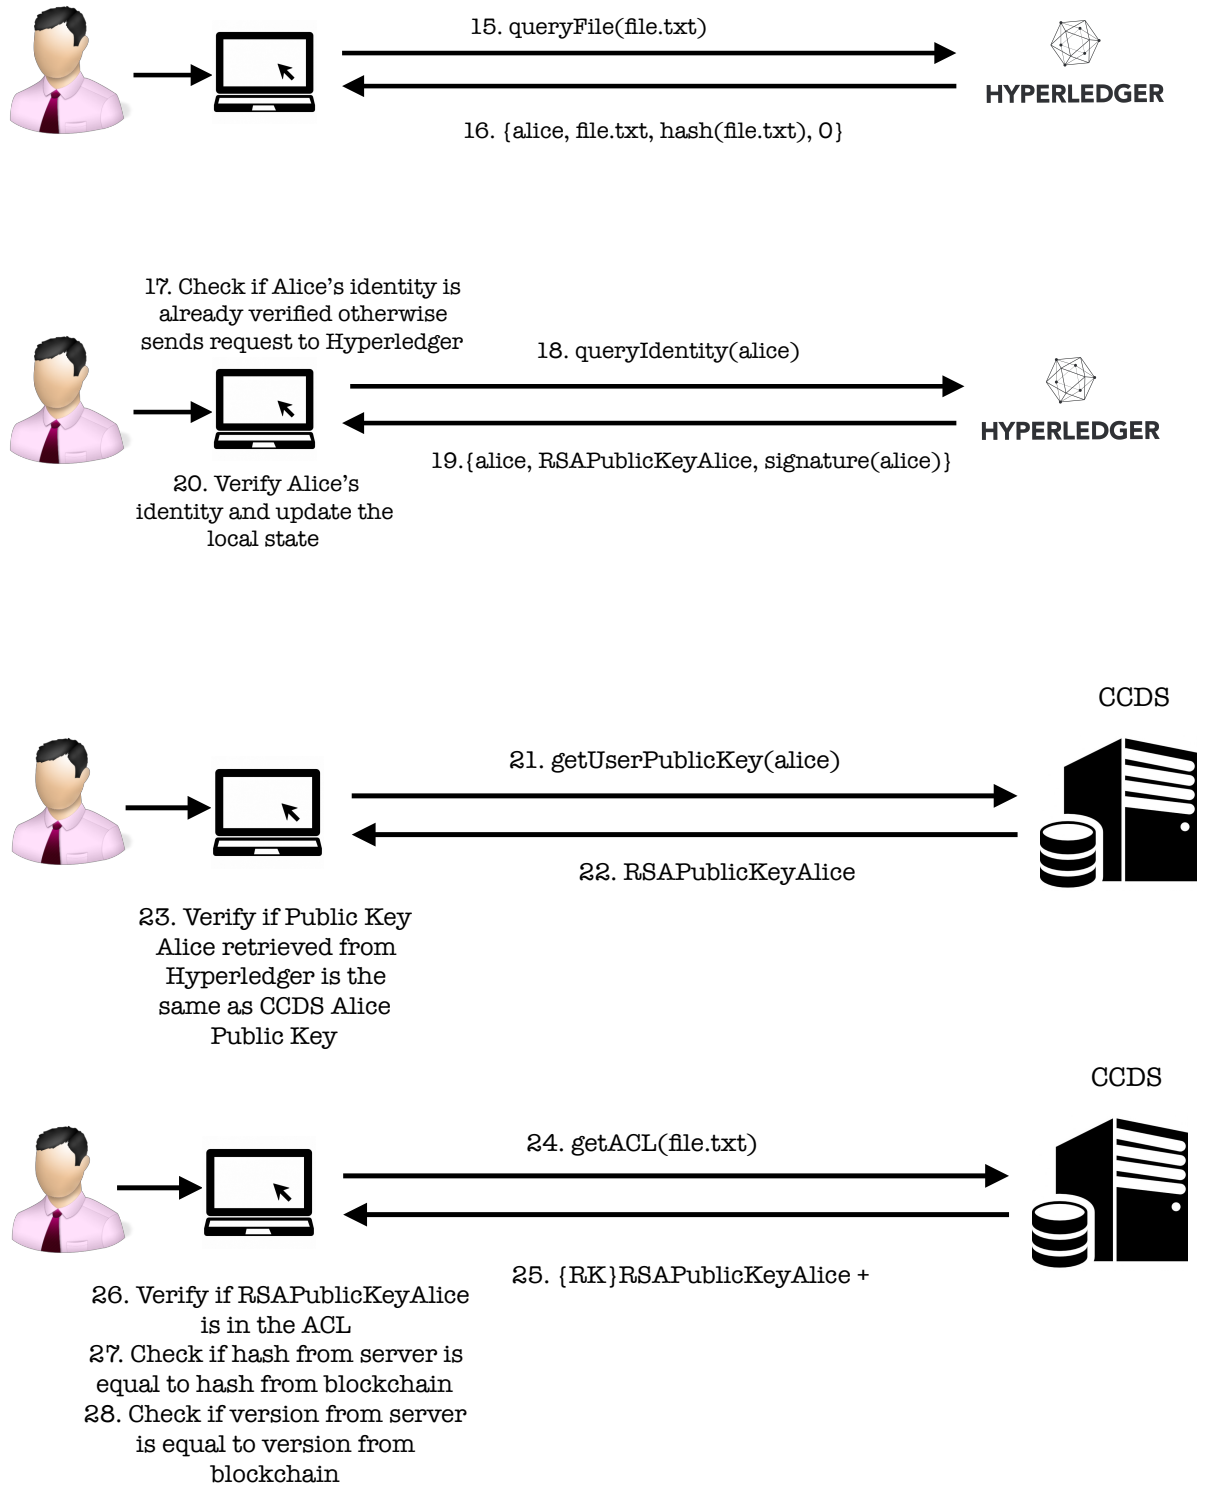 15. queryFile(file.txt)
HYPERLEDGER
16. {alice, file.txt, hash(file.txt), 0}
17. Check if Alice's identity is
already verified otherwise
sends request to Hyperledger
18. queryIdentity(alice)
HYPERLEDGER
19.{alice, RSAPublicKeyAlice, signature(alice)}
20. Verify Alice's
identity and update the
local state
CCDS
21. getUserPublicKey(alice)
22. RSAPublicKeyAlice
23. Verify if Public Key
Alice retrieved from
Hyperledger is the
same as CCDS Alice
Public Key
CCDS
24. getACL(file.txt)
25. {RK}RSAPublicKeyAlice +
26. Verify if RSAPublicKeyAlice
is in the ACL
27. Check if hash from server is
equal to hash from blockchain
28. Check if version from server
is equal to version from
blockchain